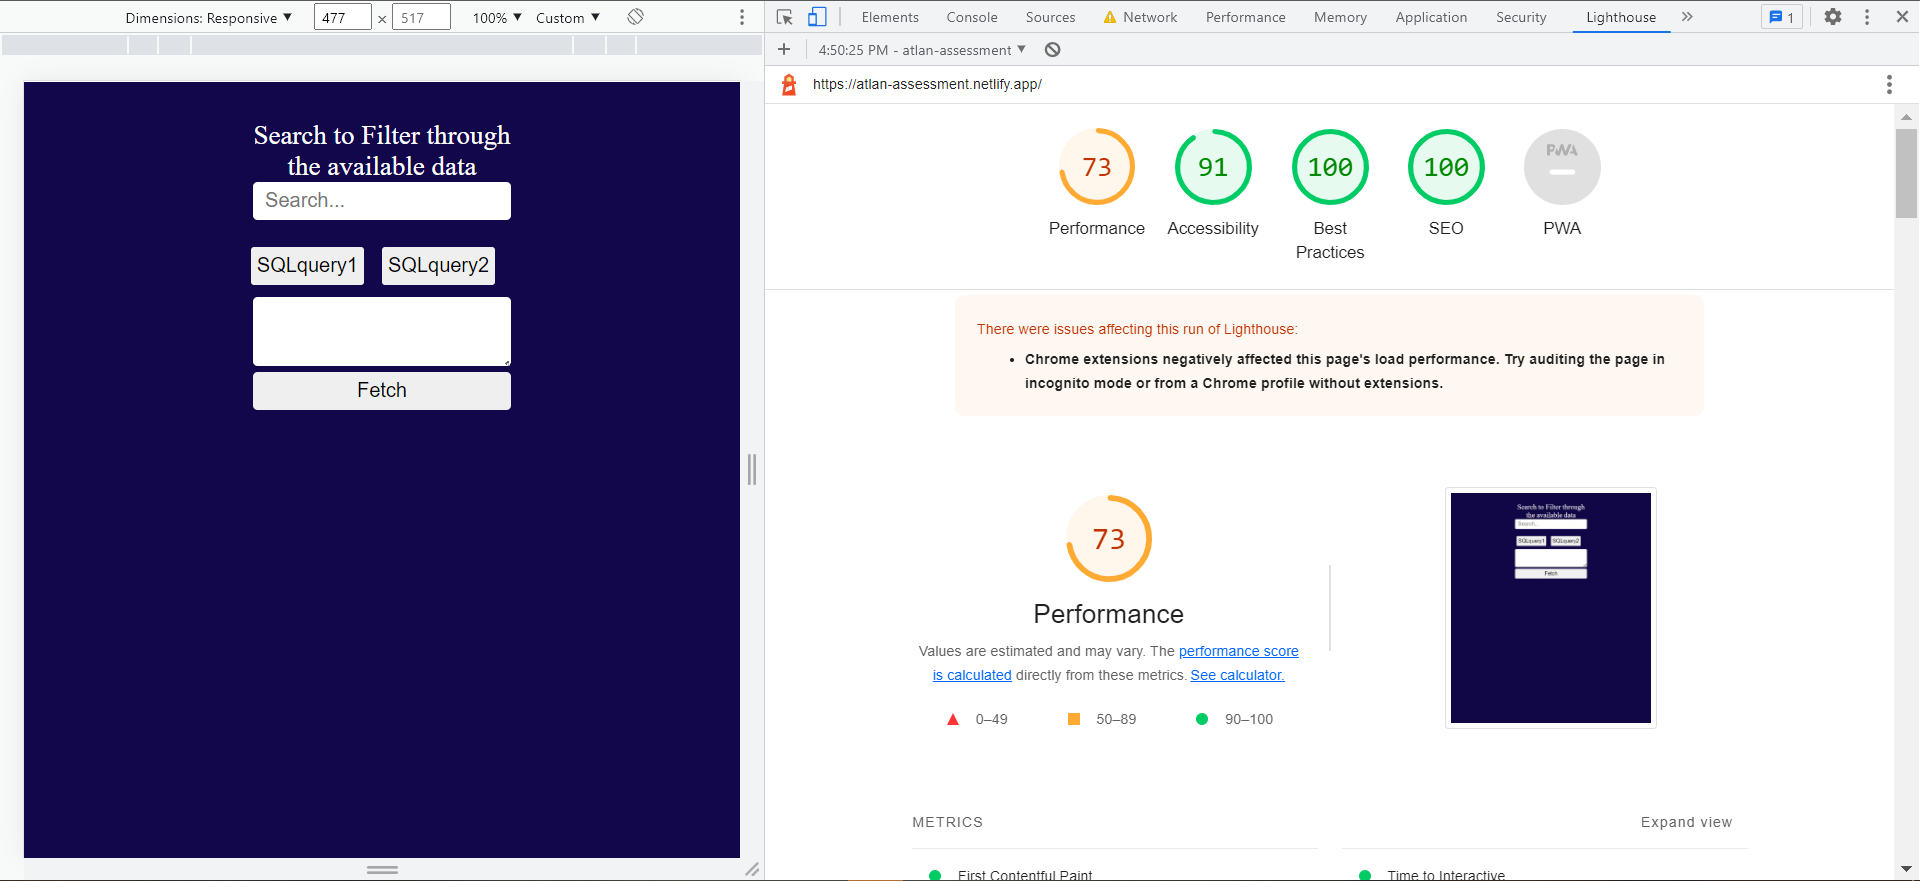 Dimensions: Responsive ▼ 477 × 517 100% ▼ Custom ▼
Search to Filter through
the available data
Search...
SQLquery1 SQLquery2
Fetch
Elements Console Sources Network Performance Memory Application Security Lighthouse » 1
+ 4:50:25 PM - atlan-assessment ▼
https://atlan-assessment.netlify.app/
73 91 100 100 PWA
Performance Accessibility Best Practices SEO PWA
There were issues affecting this run of Lighthouse:
• Chrome extensions negatively affected this page's load performance. Try auditing the page in
incognito mode or from a Chrome profile without extensions.
73
Performance
Values are estimated and may vary. The performance score
is calculated directly from these metrics. See calculator.
0–49 50–89 90–100
Search to Filter through
the available data
Search...
SQLquery1 SQLquery2
Fetch
METRICS Expand view
First Contentful Paint Time to Interactive